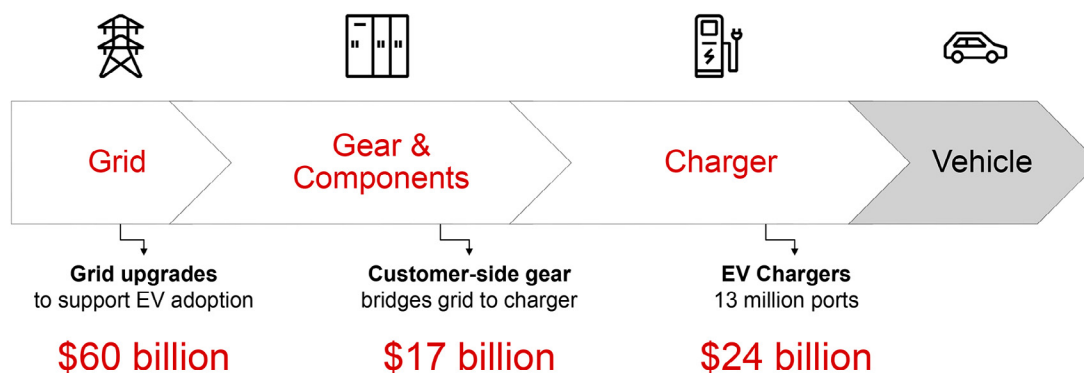 Grid
Gear &
Components
Charger
Vehicle
Grid upgrades
to support EV adoption
$60 billion
Customer-side gear
bridges grid to charger
$17 billion
EV Chargers
13 million ports
$24 billion